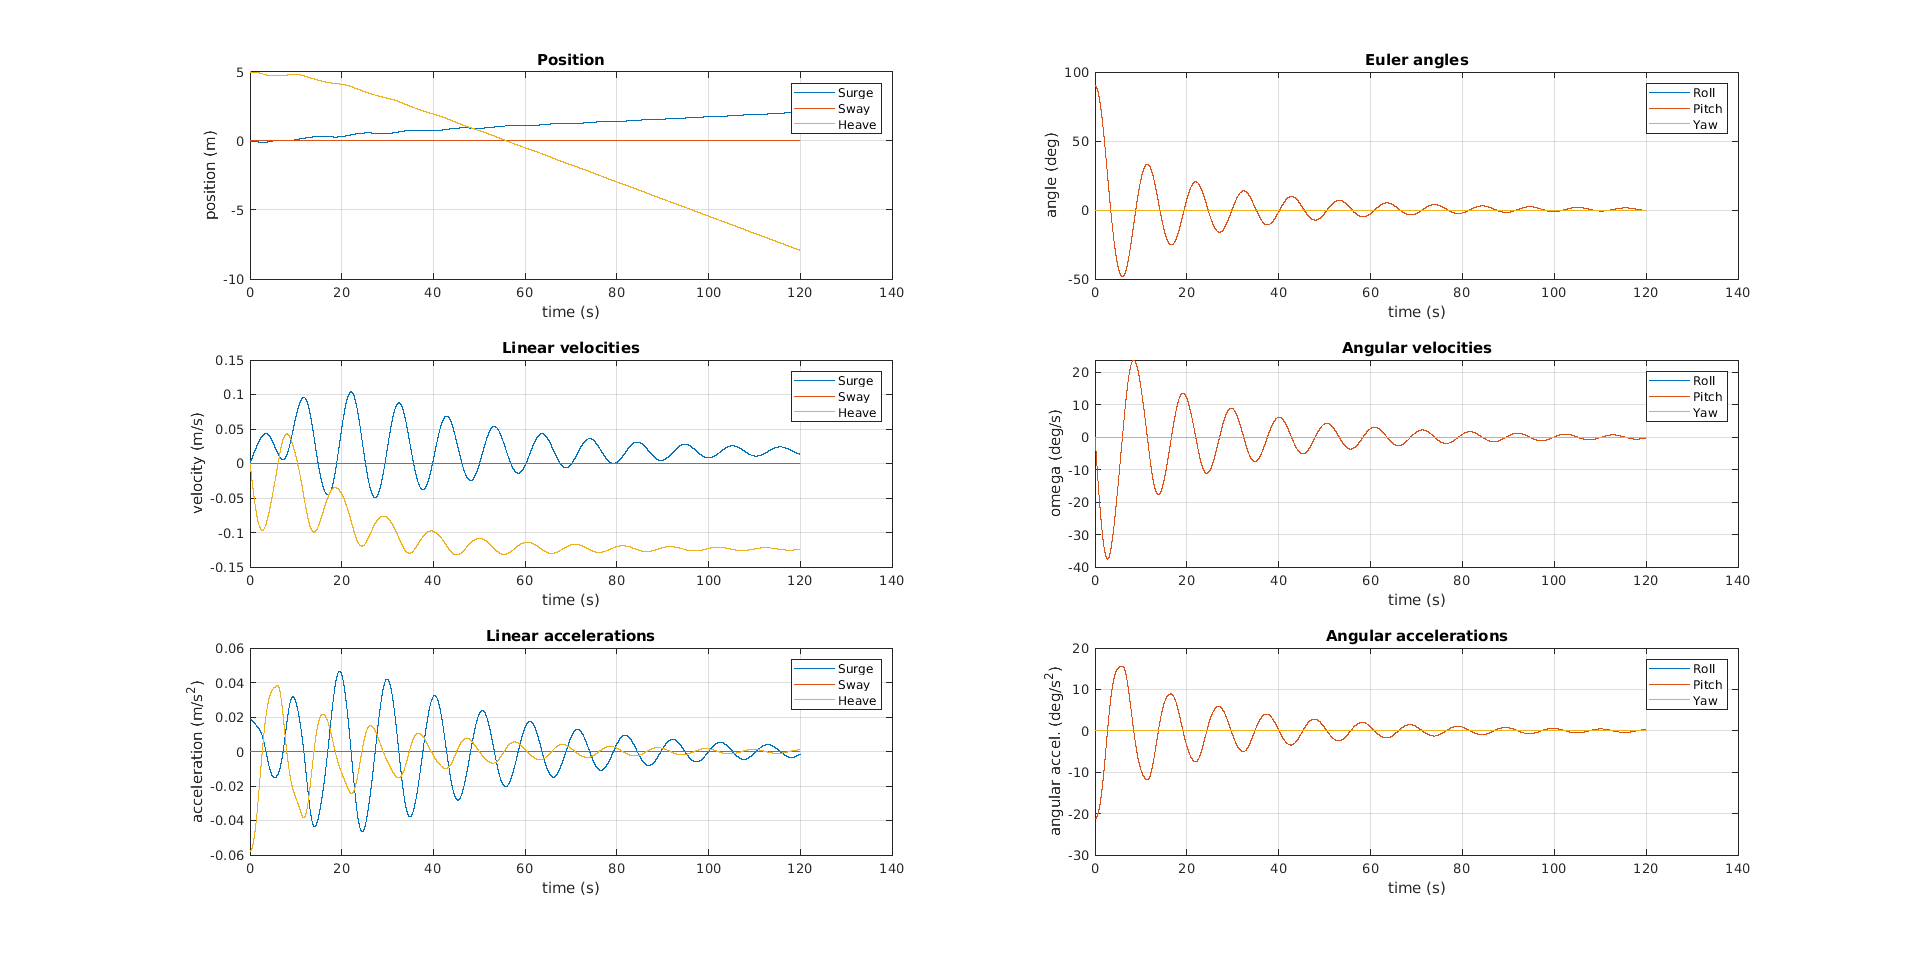 Position
5
0
-5
-10
position (m)
Surge
Sway
Heave
0 20 40 60 80 100 120 140
time (s)
Euler angles
100
50
0
-50
angle (deg)
Roll
Pitch
Yaw
0 20 40 60 80 100 120 140
time (s)
Linear velocities
0.15
0.1
0.05
0
-0.05
-0.1
-0.15
velocity (m/s)
Surge
Sway
Heave
0 20 40 60 80 100 120 140
time (s)
Angular velocities
20
10
0
-10
-20
-30
-40
omega (deg/s)
Roll
Pitch
Yaw
0 20 40 60 80 100 120 140
time (s)
Linear accelerations
0.06
0.04
0.02
0
-0.02
-0.04
-0.06
acceleration (m/s²)
Surge
Sway
Heave
0 20 40 60 80 100 120 140
time (s)
Angular accelerations
20
10
0
-10
-20
-30
angular accel. (deg/s²)
Roll
Pitch
Yaw
0 20 40 60 80 100 120 140
time (s)